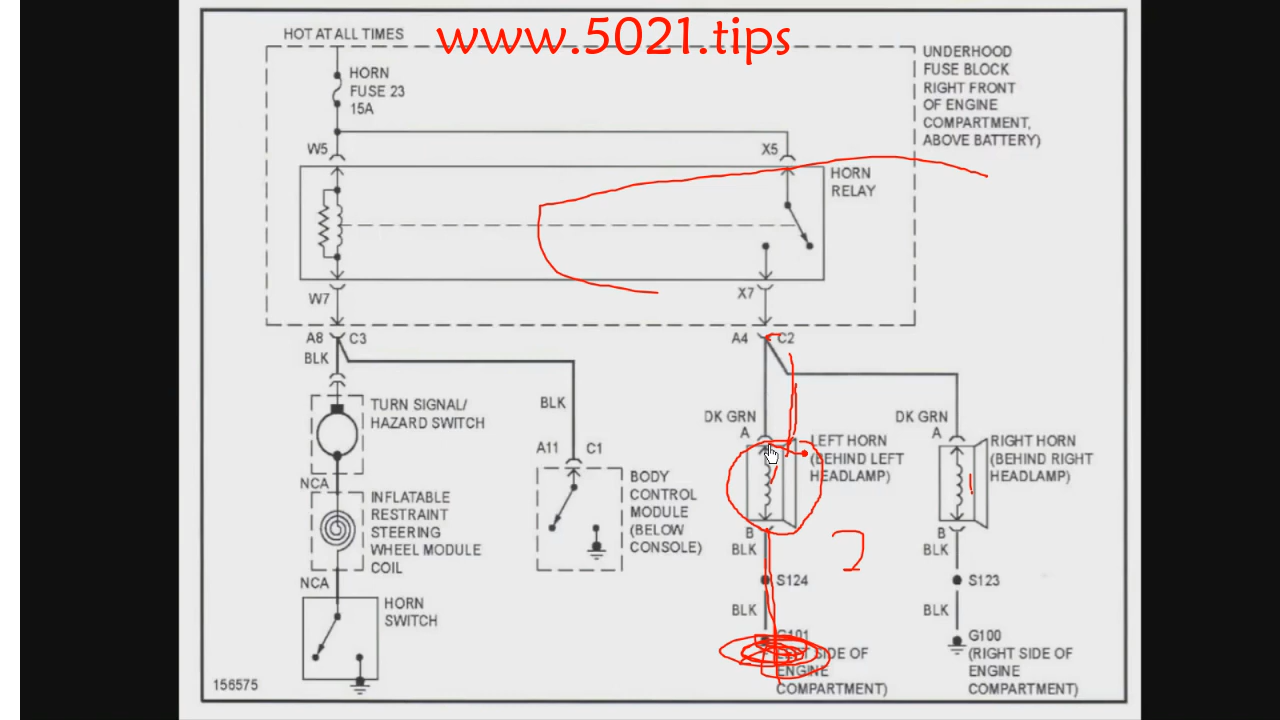 www.5021.tips
HOT AT ALL TIMES
HORN
FUSE 23
15A
UNDERHOOD
FUSE BLOCK
RIGHT FRONT
OF ENGINE
COMPARTMENT,
ABOVE BATTERY)
W5
X5
HORN
RELAY
W7
X7
A8 C3
BLK
A4 C2
TURN SIGNAL/
HAZARD SWITCH
BLK
A11 C1
DK GRN
A
LEFT HORN
(BEHIND LEFT
HEADLAMP)
DK GRN
A
RIGHT HORN
(BEHIND RIGHT
HEADLAMP)
NCA
INFLATABLE
RESTRAINT
STEERING
WHEEL MODULE
COIL
BODY
CONTROL
MODULE
(BELOW
CONSOLE)
B
BLK
S124
BLK
G101
SIDE OF
ENGINE
COMPARTMENT)
B
BLK
S123
BLK
G100
(RIGHT SIDE OF
ENGINE
COMPARTMENT)
NCA
HORN
SWITCH
156575